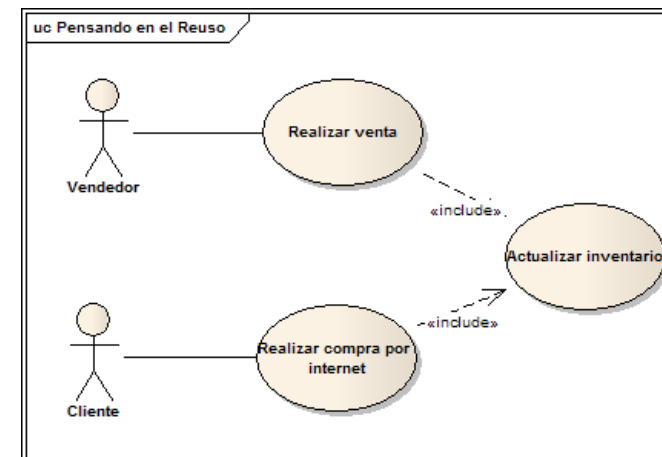 uc Pensando en el Reuso
Realizar venta
Vendedor
«include»
Actualizar inventario
«include»
Realizar compra por
internet
Cliente